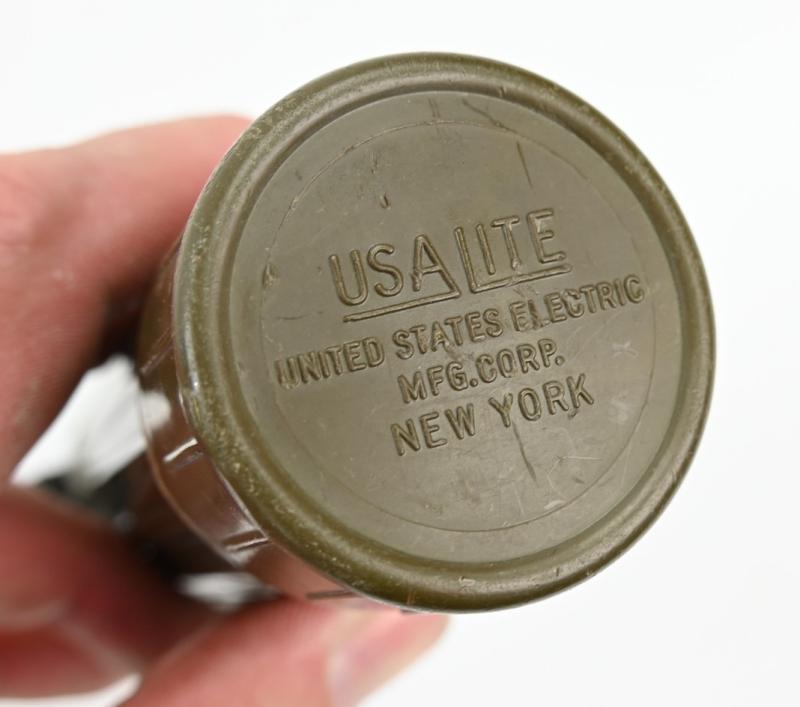 USALITE
UNITED STATES ELECTRIC
MFG.CORP.
NEW YORK